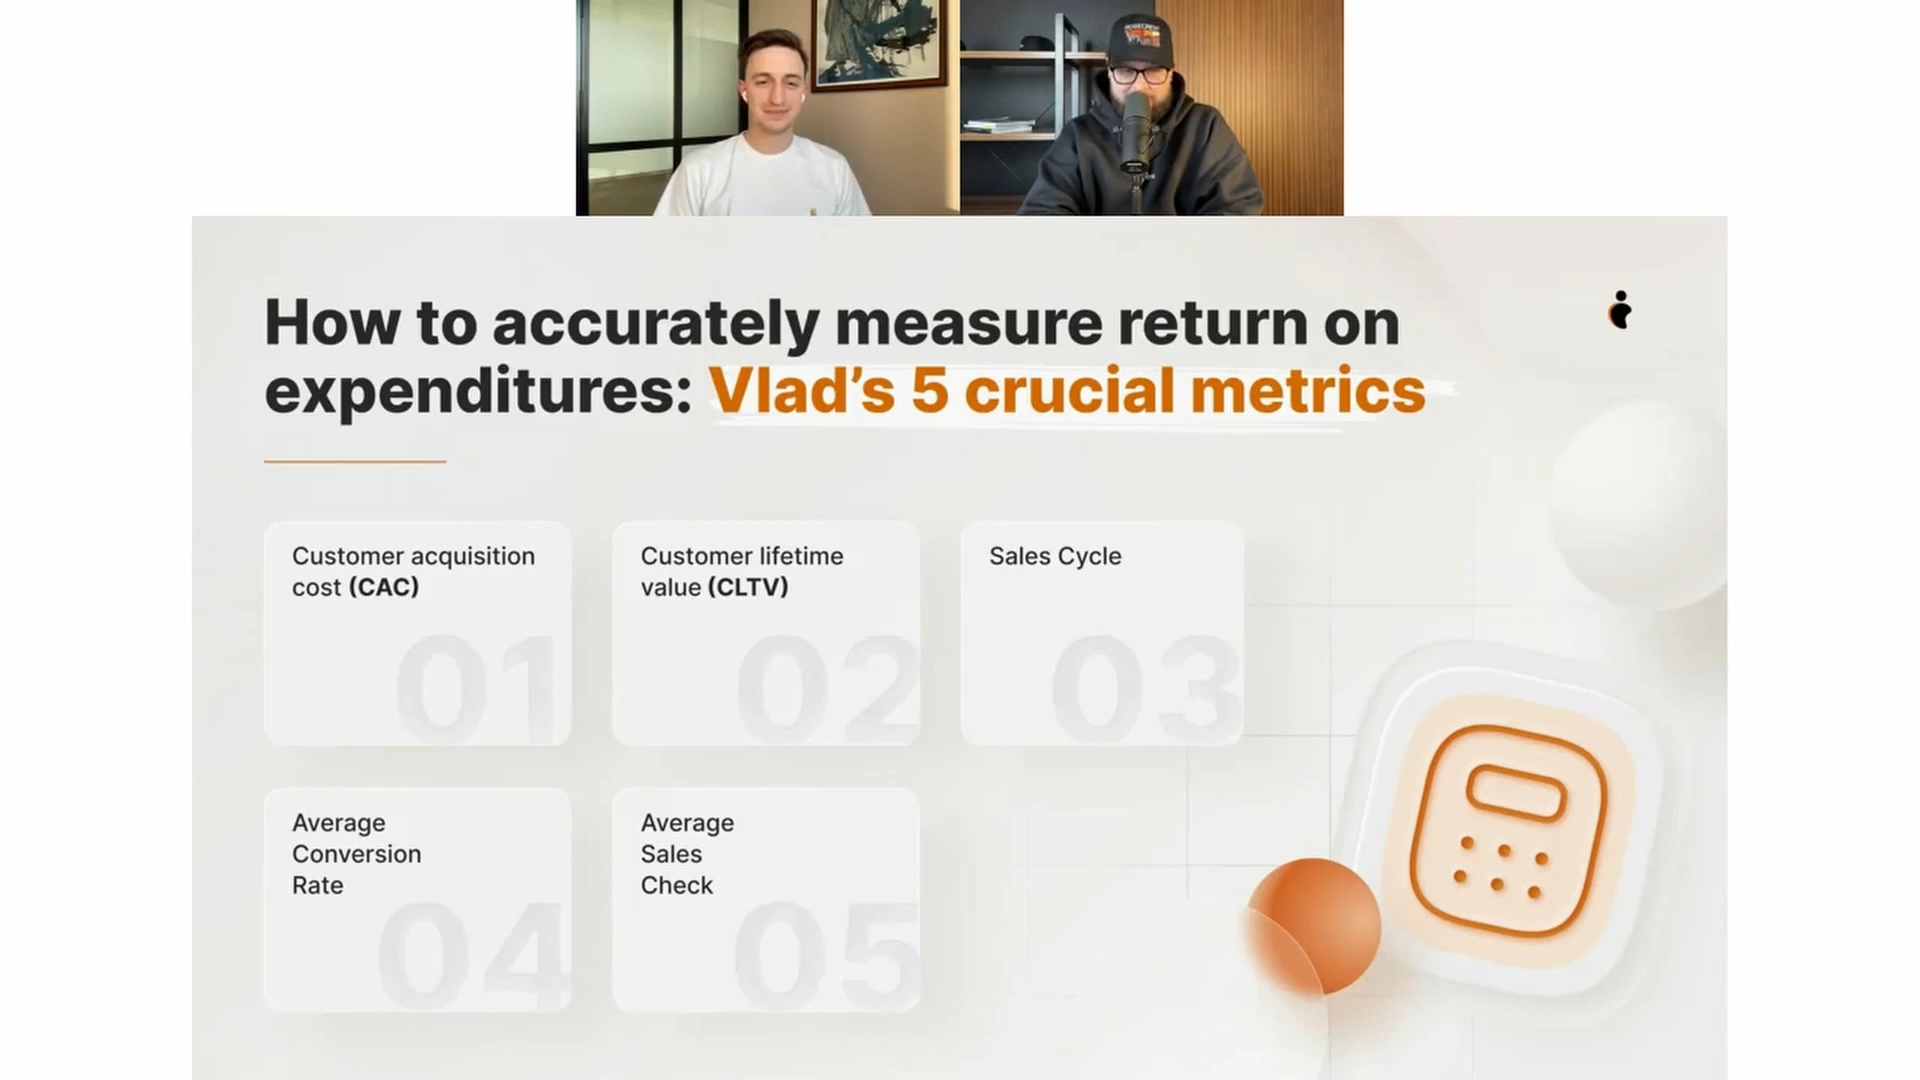 How to accurately measure return on
expenditures: Vlad’s 5 crucial metrics
Customer acquisition
cost (CAC)
01
Customer lifetime
value (CLTV)
02
Sales Cycle
03
Average
Conversion
Rate
04
Average
Sales
Check
05